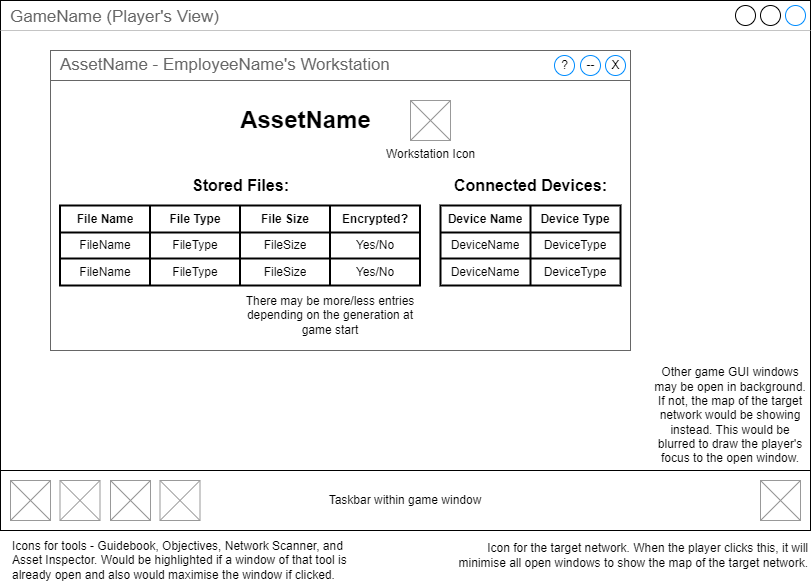 GameName (Player's View)
AssetName - EmployeeName's Workstation
? -- X
AssetName
Workstation Icon
Stored Files:
File Name File Type File Size Encrypted?
FileName FileType FileSize Yes/No
FileName FileType FileSize Yes/No
There may be more/less entries
depending on the generation at
game start
Connected Devices:
Device Name Device Type
DeviceName DeviceType
DeviceName DeviceType
Other game GUI windows
may be open in background.
If not, the map of the target
network would be showing
instead. This would be
blurred to draw the player's
focus to the open window.
Taskbar within game window
Icons for tools - Guidebook, Objectives, Network Scanner, and
Asset Inspector. Would be highlighted if a window of that tool is
already open and also would maximise the window if clicked.
Icon for the target network. When the player clicks this, it will
minimise all open windows to show the map of the target network.